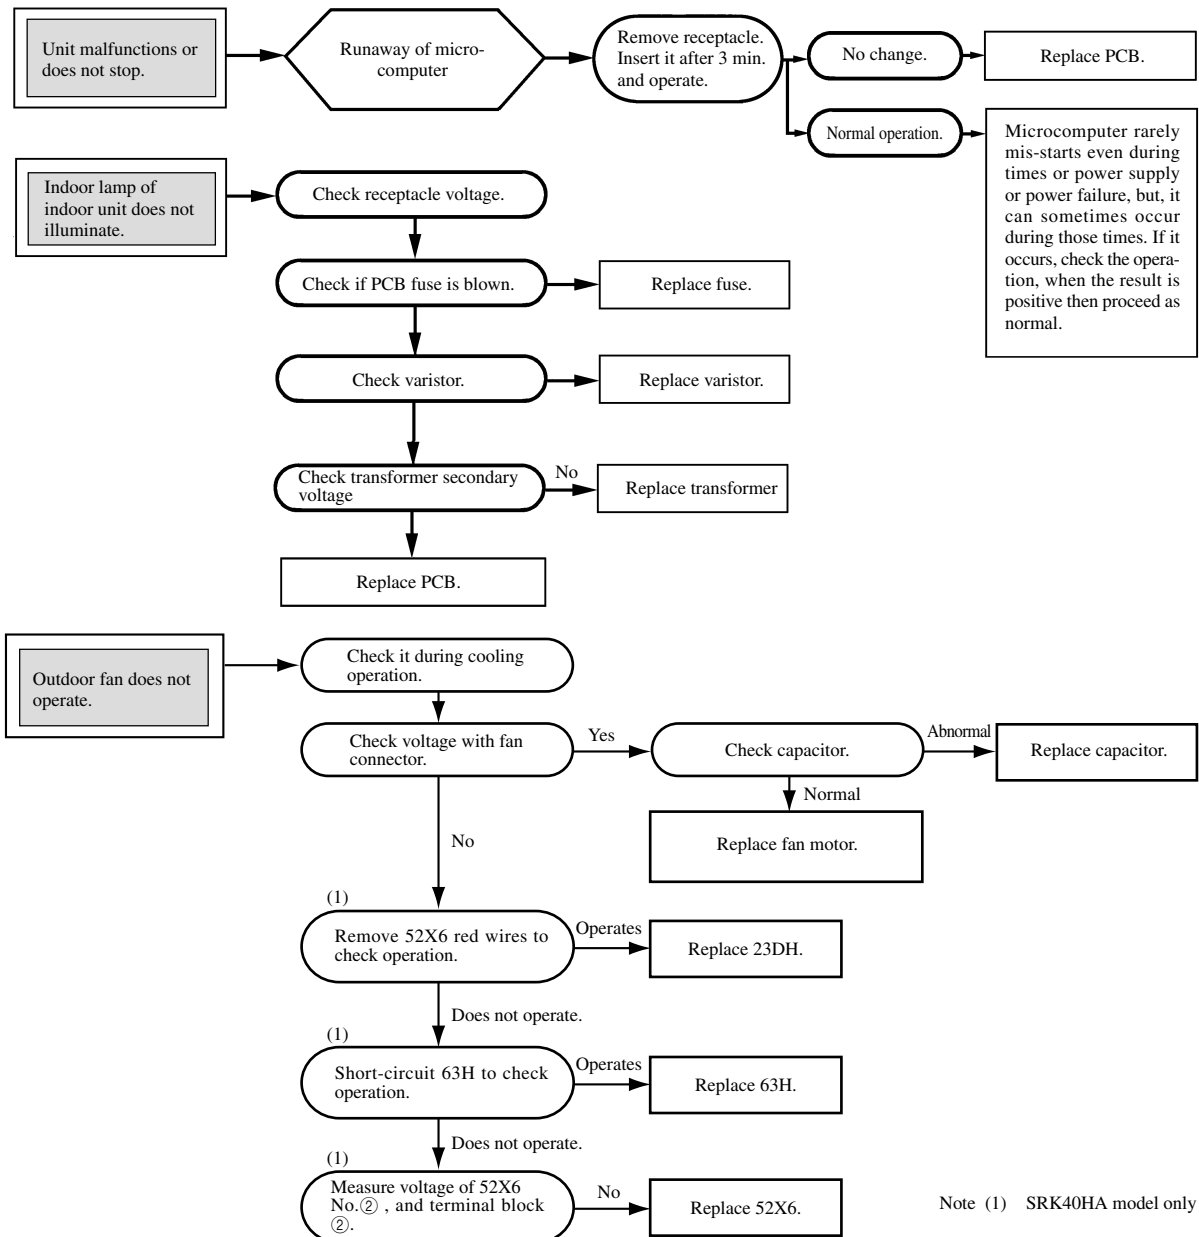 Unit malfunctions or
does not stop.
Runaway of micro-
computer
Remove receptacle.
Insert it after 3 min.
and operate.
No change.
Replace PCB.
Normal operation.
Microcomputer rarely
mis-starts even during
times or power supply
or power failure, but, it
can sometimes occur
during those times. If it
occurs, check the opera-
tion, when the result is
positive then proceed as
normal.
Indoor lamp of
indoor unit does not
illuminate.
Check receptacle voltage.
Check if PCB fuse is blown.
Replace fuse.
Check varistor.
Replace varistor.
Check transformer secondary
voltage
No
Replace transformer
Replace PCB.
Outdoor fan does not
operate.
Check it during cooling
operation.
Check voltage with fan
connector.
Yes
Check capacitor.
Abnormal
Replace capacitor.
Normal
Replace fan motor.
No
(1)
Remove 52X6 red wires to
check operation.
Operates
Replace 23DH.
Does not operate.
(1)
Short-circuit 63H to check
operation.
Operates
Replace 63H.
Does not operate.
(1)
Measure voltage of 52X6
No.② , and terminal block
②.
No
Replace 52X6.
Note (1) SRK40HA model only